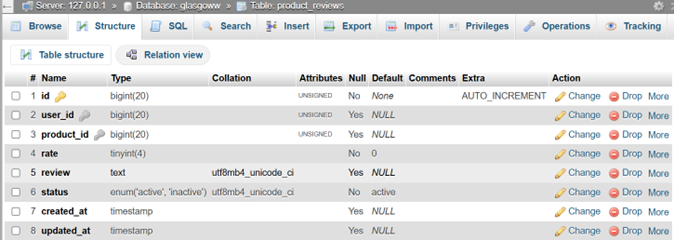 Server: 127.0.0.1 » Database: glasgoww » Table: product_reviews
Browse Structure SQL Search Insert Export Import Privileges Operations Tracking
Table structure Relation view
# Name Type Collation Attributes Null Default Comments Extra Action
1 id bigint(20) UNSIGNED No None AUTO_INCREMENT Change Drop More
2 user_id bigint(20) UNSIGNED Yes NULL Change Drop More
3 product_id bigint(20) UNSIGNED Yes NULL Change Drop More
4 rate tinyint(4) No 0 Change Drop More
5 review text utf8mb4_unicode_ci Yes NULL Change Drop More
6 status enum('active', 'inactive') utf8mb4_unicode_ci No active Change Drop More
7 created_at timestamp Yes NULL Change Drop More
8 updated_at timestamp Yes NULL Change Drop More